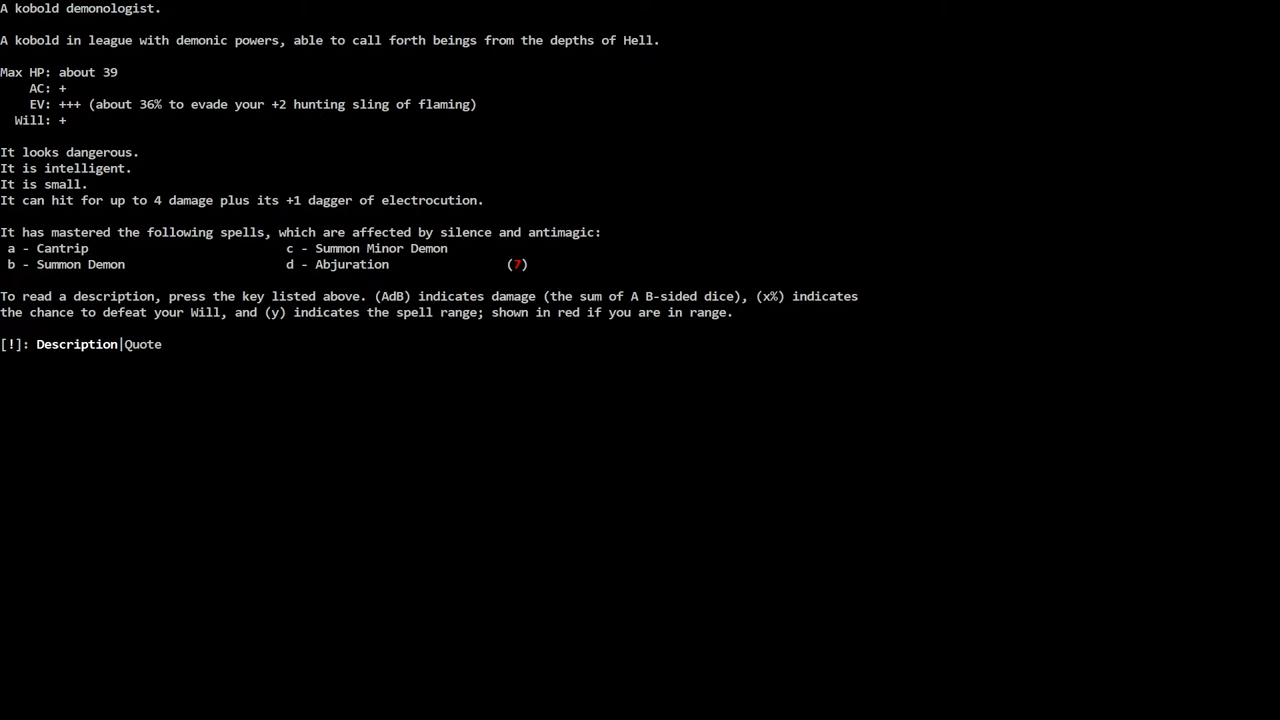 A kobold demonologist.
A kobold in league with demonic powers, able to call forth beings from the depths of Hell.
Max HP: about 39
AC: +
EV: +++ (about 36% to evade your +2 hunting sling of flaming)
Will: +
It looks dangerous.
It is intelligent.
It is small.
It can hit for up to 4 damage plus its +1 dagger of electrocution.
It has mastered the following spells, which are affected by silence and antimagic:
a - Cantrip c - Summon Minor Demon
b - Summon Demon d - Abjuration (7)
To read a description, press the key listed above. (AdB) indicates damage (the sum of A B-sided dice), (x%) indicates
the chance to defeat your Will, and (y) indicates the spell range; shown in red if you are in range.
[!]: Description|Quote